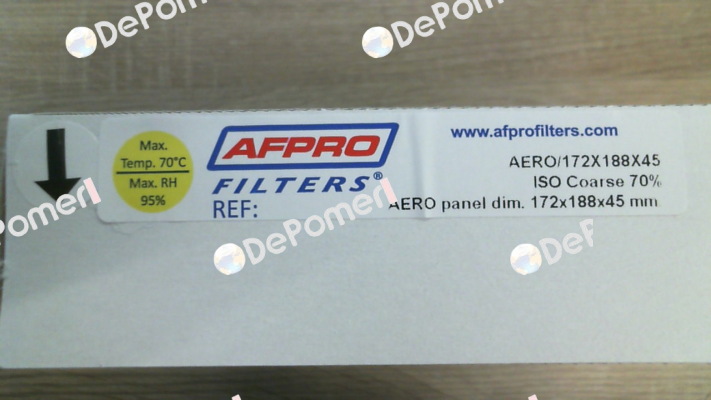 DePomeri
DePomeri
Max.
Temp. 70°C
Max. RH
95%
AFPRO
FILTERS®
REF:
www.afprofilters.com
AERO/172X188X45
ISO Coarse 70%
AERO panel dim. 172x188x45 mm
DePomeri
DePomeri